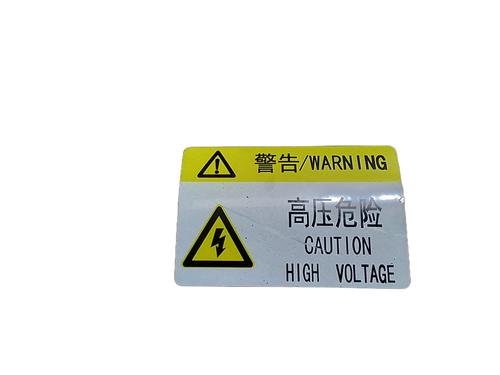 警告/WARNING
高压危险
CAUTION
HIGH VOLTAGE